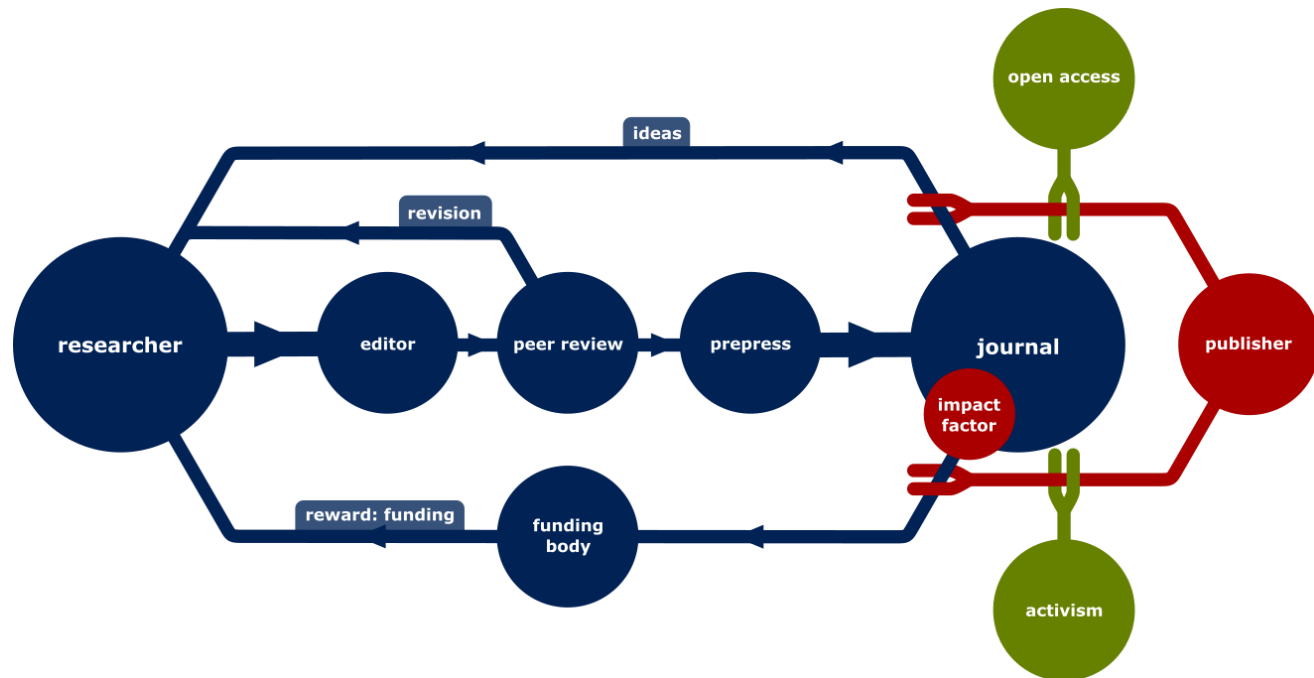 open access
ideas
revision
researcher
editor
peer review
prepress
journal
publisher
impact
factor
reward: funding
funding
body
activism